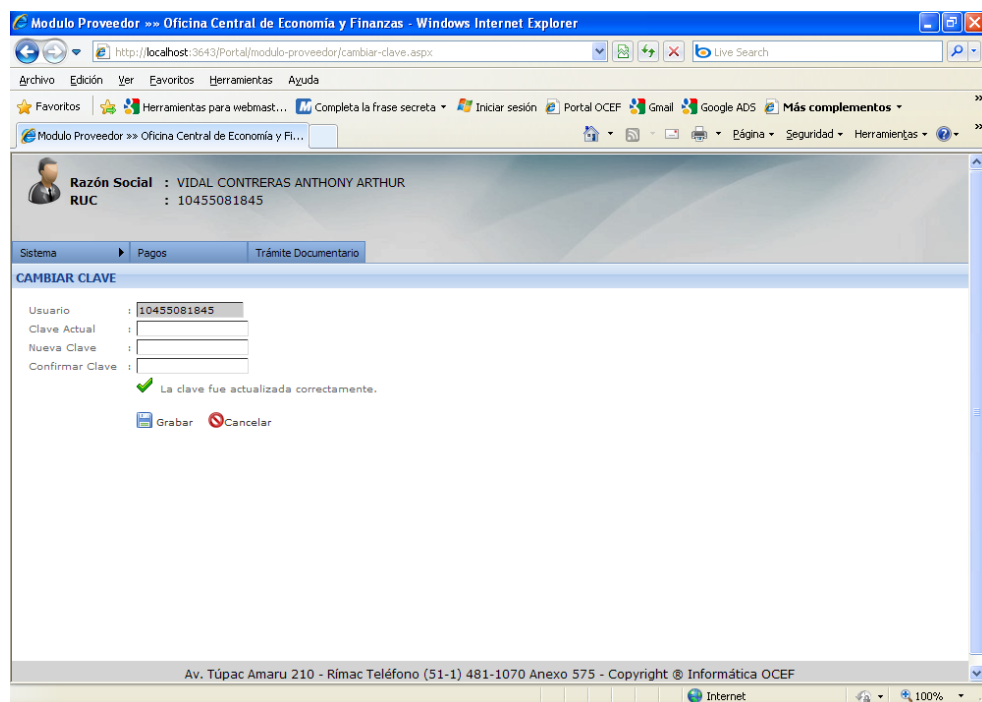 Modulo Proveedor »» Oficina Central de Economía y Finanzas - Windows Internet Explorer
http://localhost:3643/Portal/modulo-proveedor/cambiar-clave.aspx
Live Search
Archivo Edición Ver Favoritos Herramientas Ayuda
Favoritos Herramientas para webmast... Completa la frase secreta Iniciar sesión Portal OCEF Gmail Google ADS Más complementos »
Modulo Proveedor »» Oficina Central de Economía y Fi... Página Seguridad Herramientas »
Razón Social : VIDAL CONTRERAS ANTHONY ARTHUR
RUC : 10455081845
Sistema Pagos Trámite Documentario
CAMBIAR CLAVE
Usuario : 10455081845
Clave Actual :
Nueva Clave :
Confirmar Clave :
La clave fue actualizada correctamente.
Grabar Cancelar
Av. Túpac Amaru 210 - Rímac Teléfono (51-1) 481-1070 Anexo 575 - Copyright ® Informática OCEF
Internet 100%